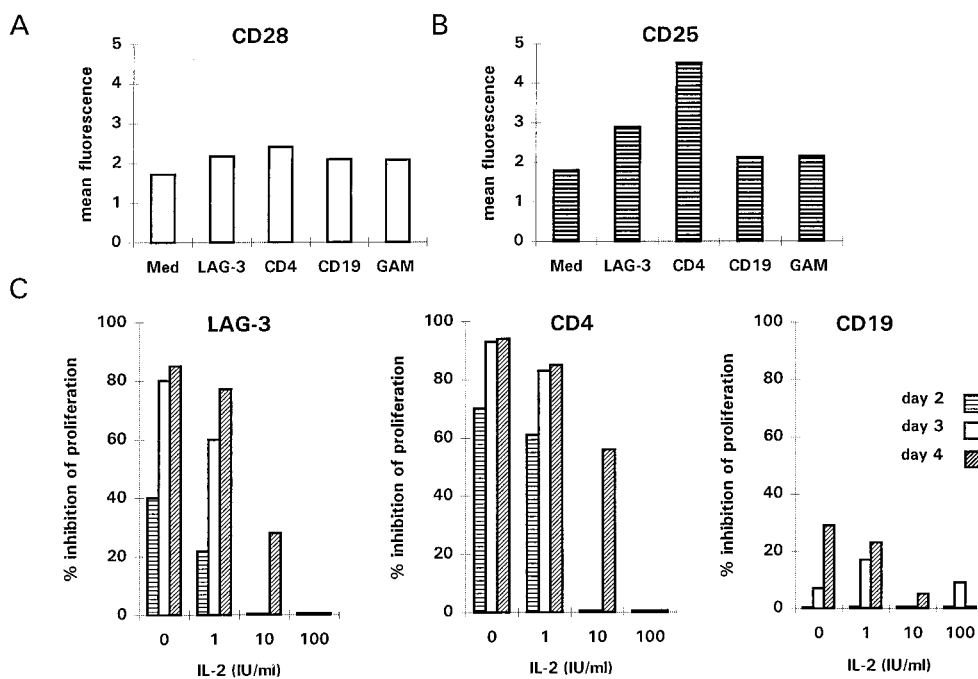 A
CD28
mean fluorescence
5
4
3
2
1
0
Med LAG-3 CD4 CD19 GAM
B
CD25
mean fluorescence
5
4
3
2
1
0
Med LAG-3 CD4 CD19 GAM
C
LAG-3
% inhibition of proliferation
100
80
60
40
20
0
0 1 10 100
IL-2 (IU/ml)
CD4
% inhibition of proliferation
100
80
60
40
20
0
0 1 10 100
IL-2 (IU/ml)
CD19
% inhibition of proliferation
100
80
60
40
20
0
0 1 10 100
IL-2 (IU/ml)
day 2
day 3
day 4